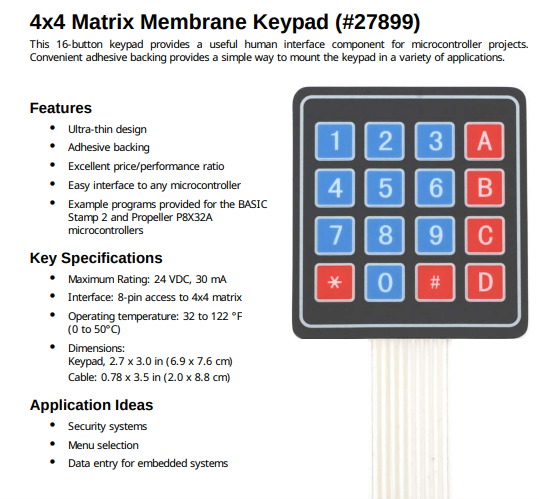 4x4 Matrix Membrane Keypad (#27899)
This 16-button keypad provides a useful human interface component for microcontroller projects.
Convenient adhesive backing provides a simple way to mount the keypad in a variety of applications.
Features
• Ultra-thin design
• Adhesive backing
• Excellent price/performance ratio
• Easy interface to any microcontroller
• Example programs provided for the BASIC
Stamp 2 and Propeller P8X32A
microcontrollers
Key Specifications
• Maximum Rating: 24 VDC, 30 mA
• Interface: 8-pin access to 4x4 matrix
• Operating temperature: 32 to 122 °F
(0 to 50°C)
• Dimensions:
Keypad, 2.7 x 3.0 in (6.9 x 7.6 cm)
Cable: 0.78 x 3.5 in (2.0 x 8.8 cm)
Application Ideas
• Security systems
• Menu selection
• Data entry for embedded systems
1 2 3 A
4 5 6 B
7 8 9 C
* 0 # D